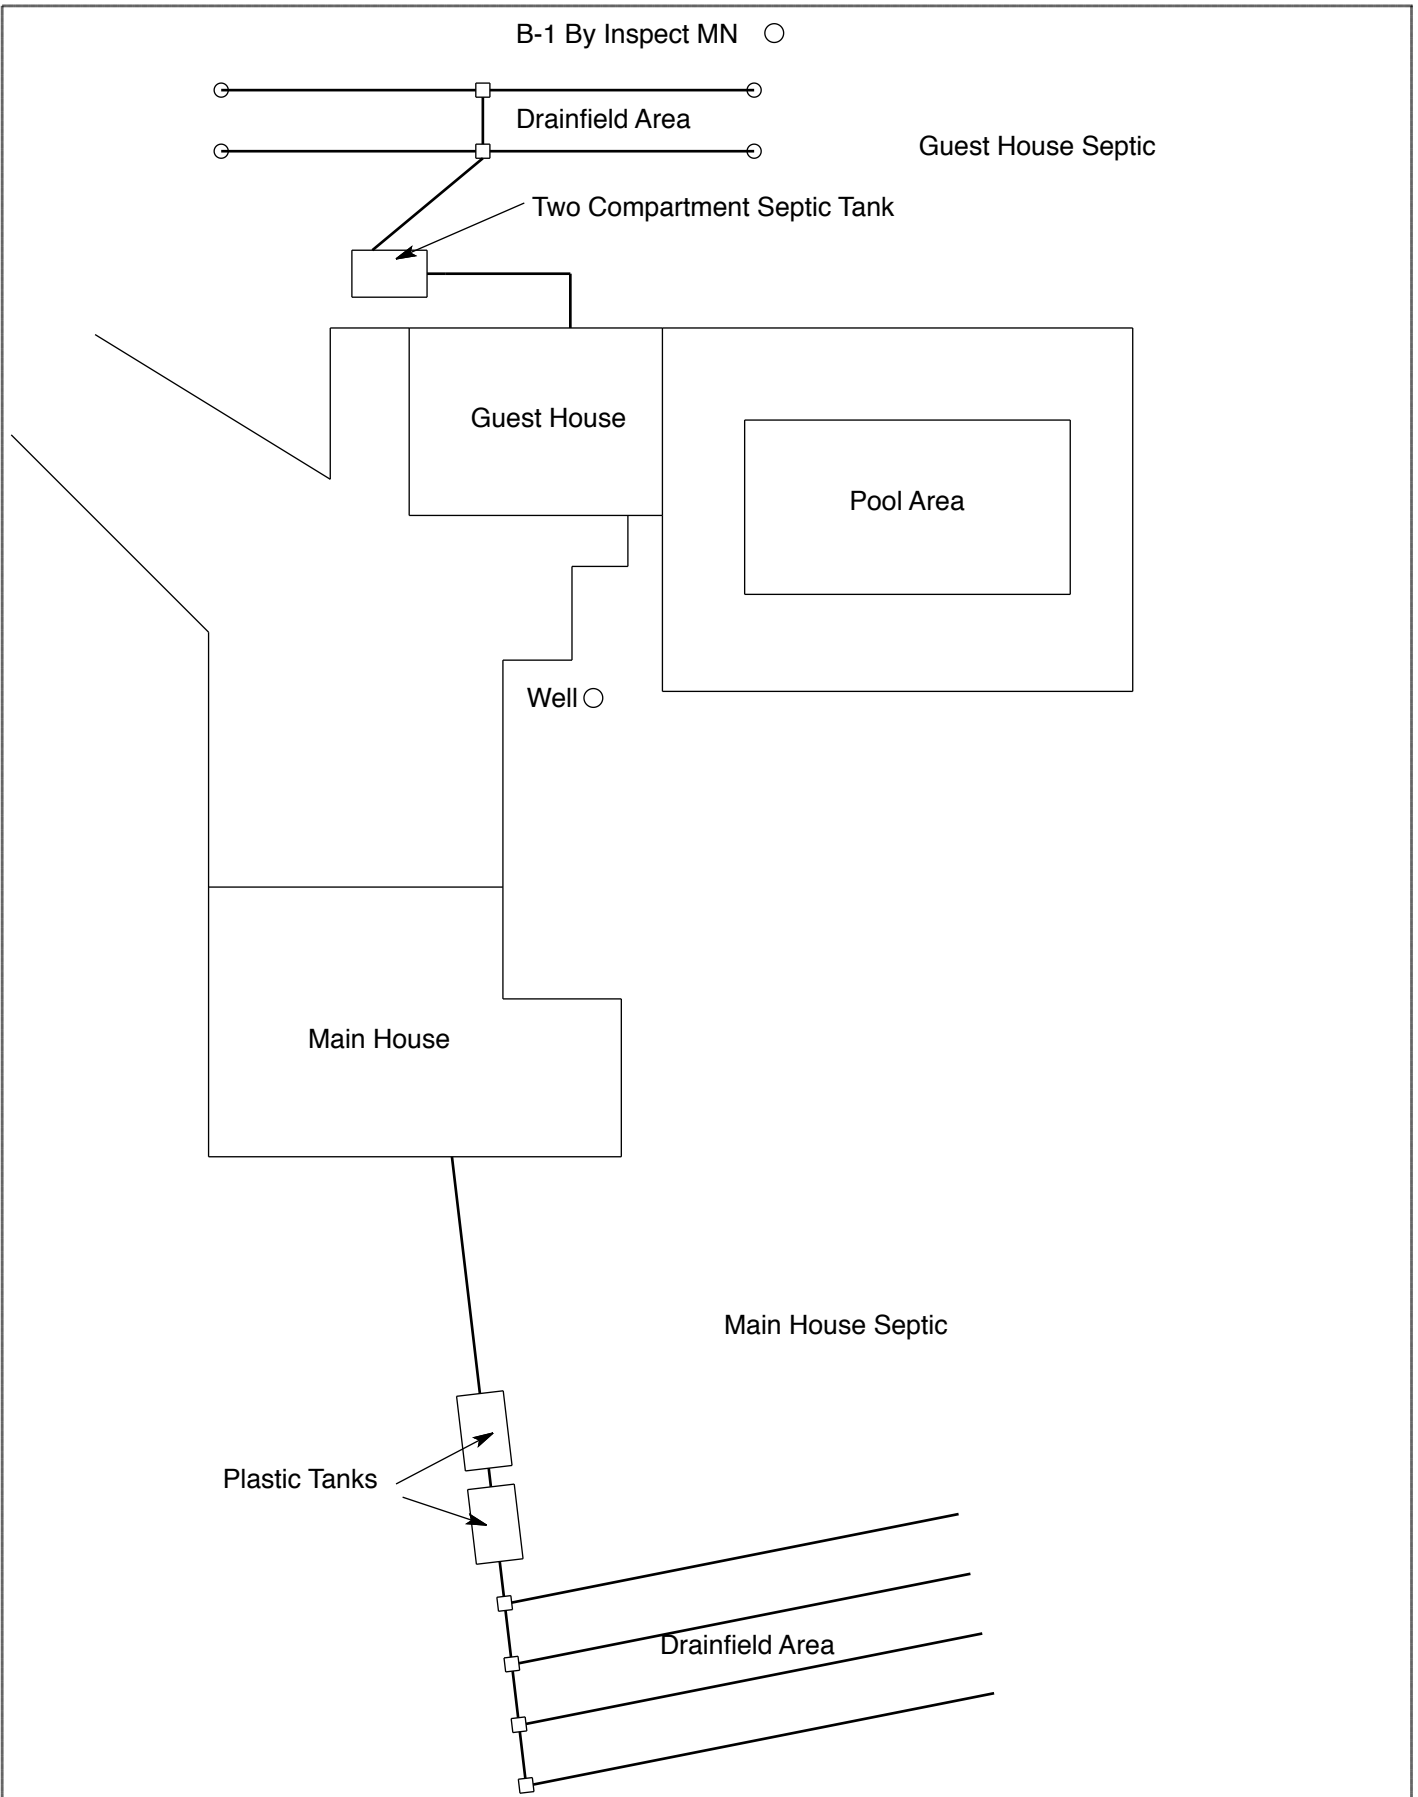 B-1 By Inspect MN
Drainfield Area
Guest House Septic
Two Compartment Septic Tank
Guest House
Pool Area
Well
Main House
Main House Septic
Plastic Tanks
Drainfield Area